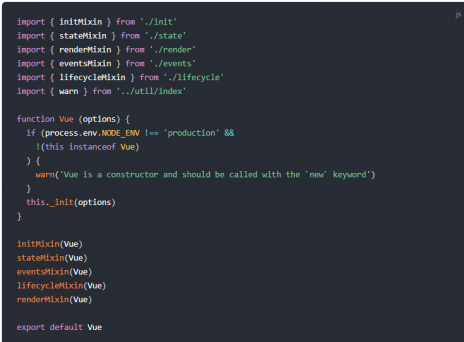 js
import { initMixin } from './init'
import { stateMixin } from './state'
import { renderMixin } from './render'
import { eventsMixin } from './events'
import { lifecycleMixin } from './lifecycle'
import { warn } from '../util/index'

function Vue (options) {
  if (process.env.NODE_ENV !== 'production' &&
    !(this instanceof Vue)
  ) {
    warn('Vue is a constructor and should be called with the `new` keyword')
  }
  this._init(options)
}

initMixin(Vue)
stateMixin(Vue)
eventsMixin(Vue)
lifecycleMixin(Vue)
renderMixin(Vue)

export default Vue